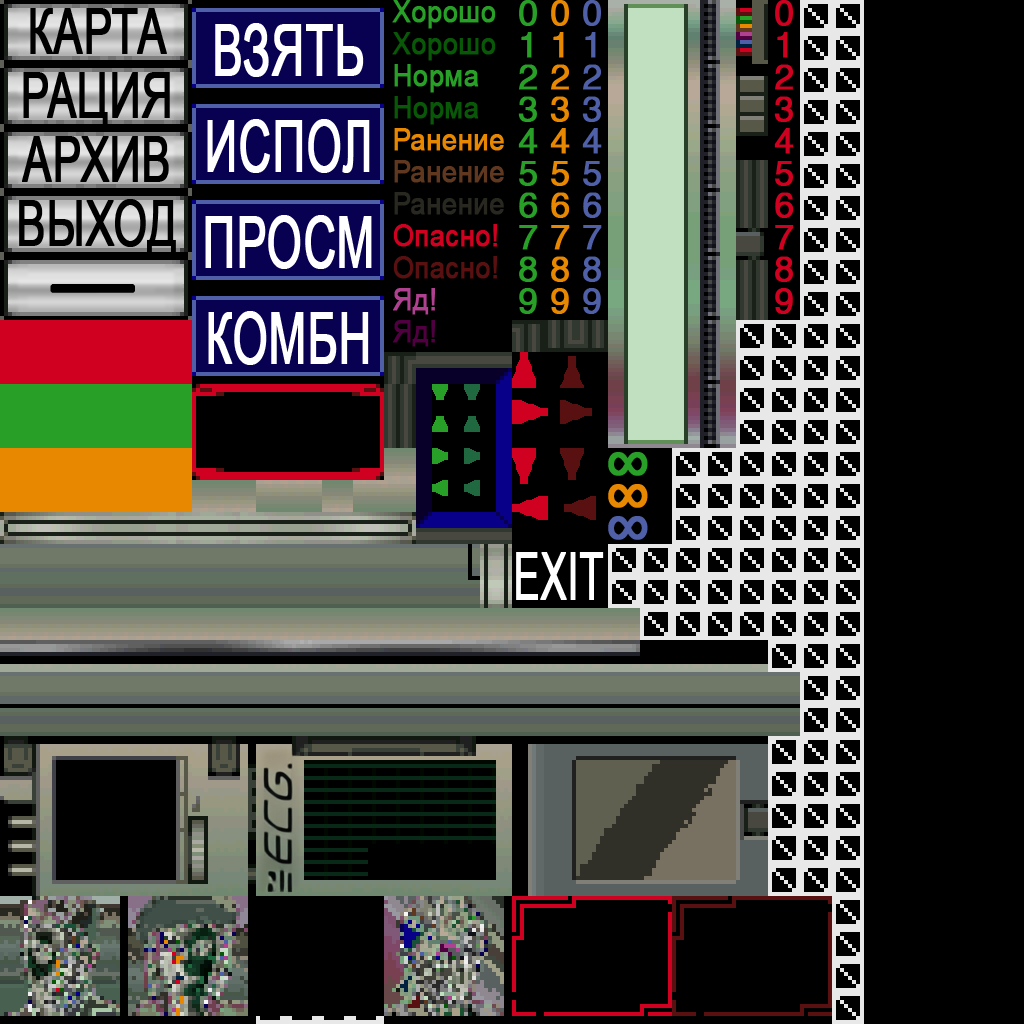 КАРТА
РАЦИЯ
АРХИВ
ВЫХОД
ВЗЯТЬ
ИСПОЛ
ПРОСМ
КОМБН
Хорошо
Хорошо
Норма
Норма
Ранение
Ранение
Ранение
Опасно!
Опасно!
Яд!
Яд!
0 0 0
1 1 1
2 2 2
3 3 3
4 4 4
5 5 5
6 6 6
7 7 7
8 8 8
9 9 9
0
1
2
3
4
5
6
7
8
9
∞
∞
∞
EXIT
ECG.